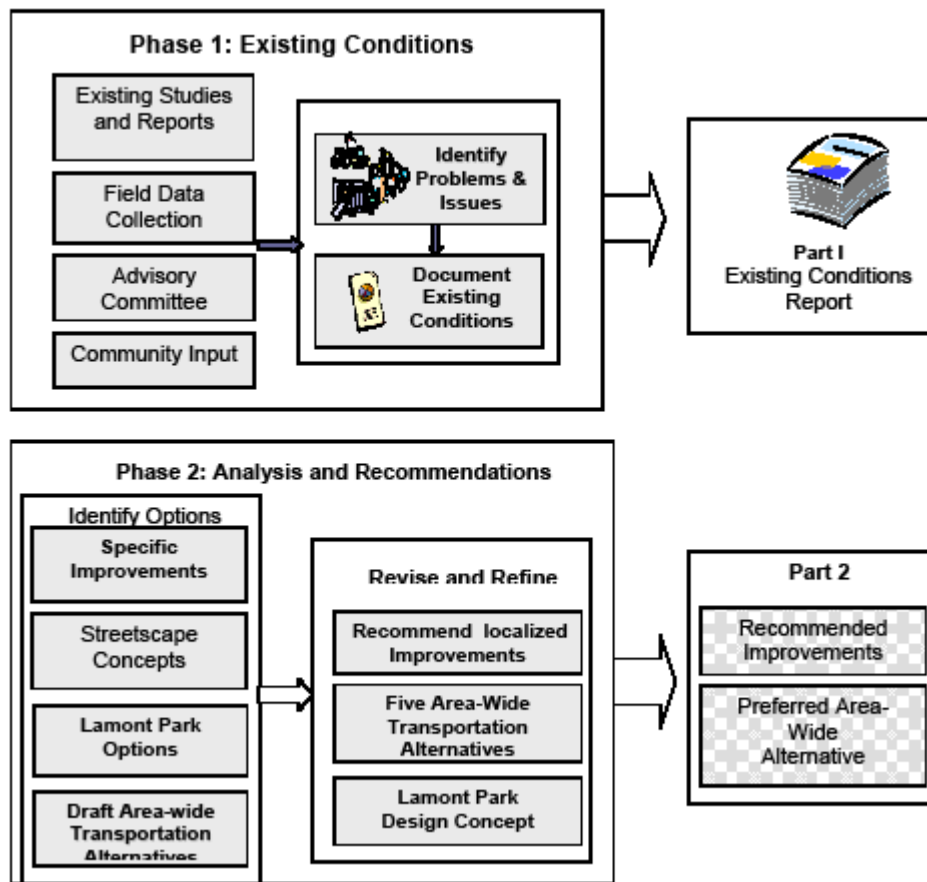 Phase 1: Existing Conditions
Existing Studies
and Reports
Field Data
Collection
Advisory
Committee
Community Input
Identify
Problems &
Issues
Document
Existing
Conditions
Part I
Existing Conditions
Report
Phase 2: Analysis and Recommendations
Identify Options
Specific
Improvements
Streetscape
Concepts
Lamont Park
Options
Draft Area-wide
Transportation
Alternatives
Revise and Refine
Recommend localized
Improvements
Five Area-Wide
Transportation
Alternatives
Lamont Park
Design Concept
Part 2
Recommended
Improvements
Preferred Area-
Wide
Alternative